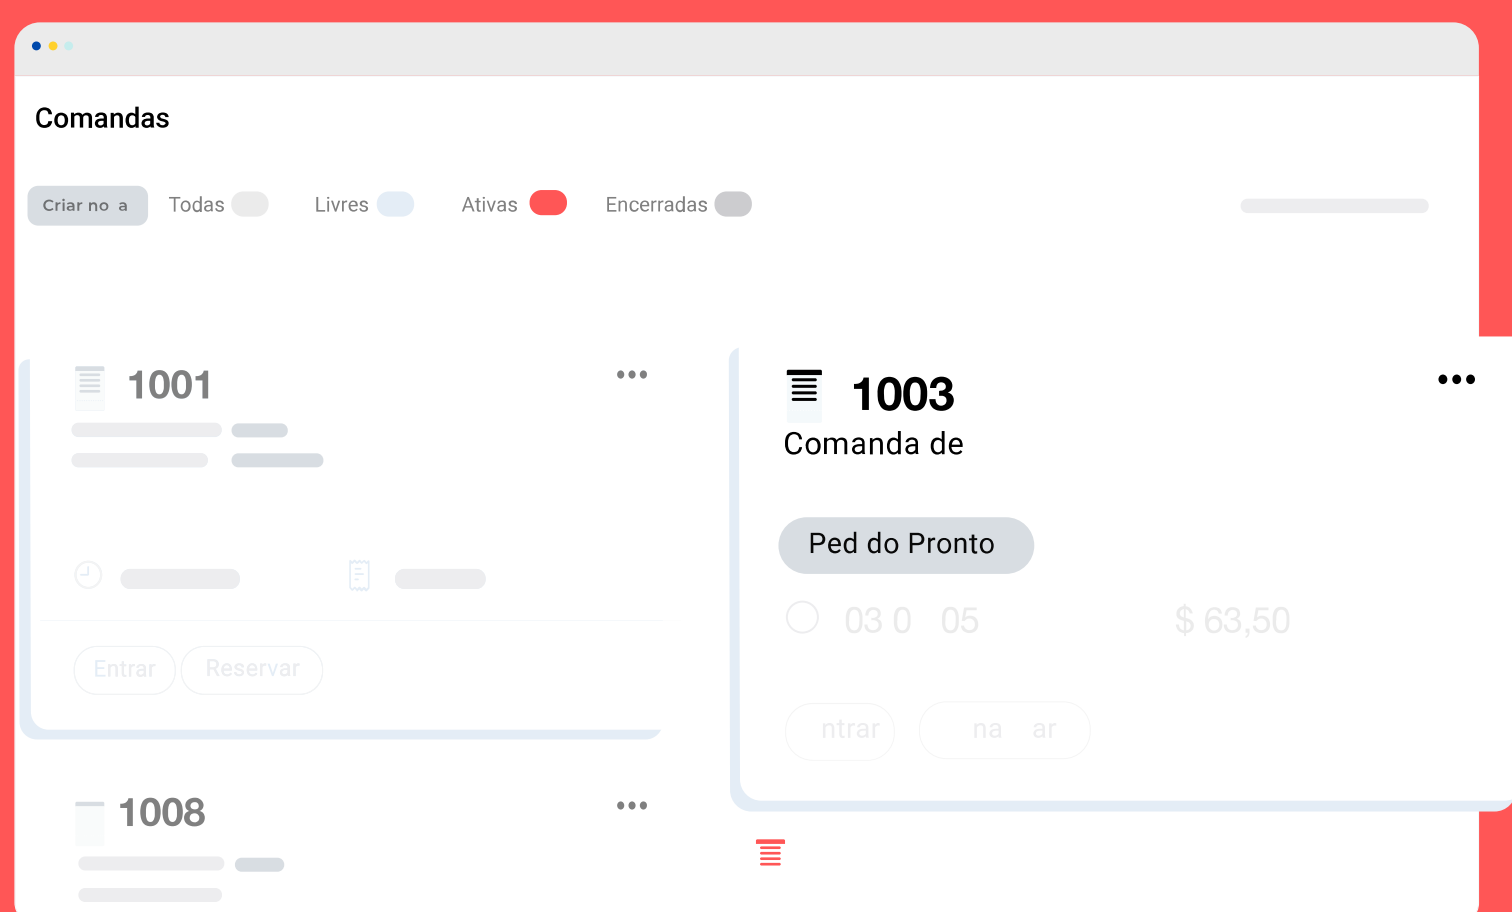 Comandas
Criar no a Todas Livres Ativas Encerradas
1001
1003
Comanda de
Ped do Pronto
03 0 05 $ 63,50
Entrar Reservar
ntrar na ar
1008